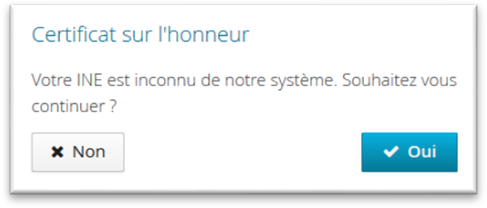 Certificat sur l'honneur
Votre INE est inconnu de notre système. Souhaitez vous
continuer ?
Non
Oui